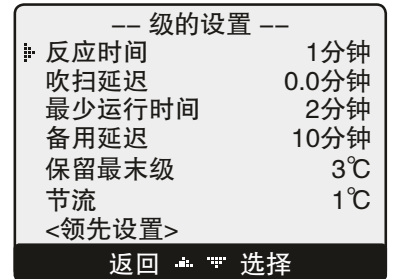 -- 级的设置 --
反应时间 1分钟
吹扫延迟 0.0分钟
最少运行时间 2分钟
备用延迟 10分钟
保留最末级 3℃
节流 1℃
<领先设置>
返回 选择